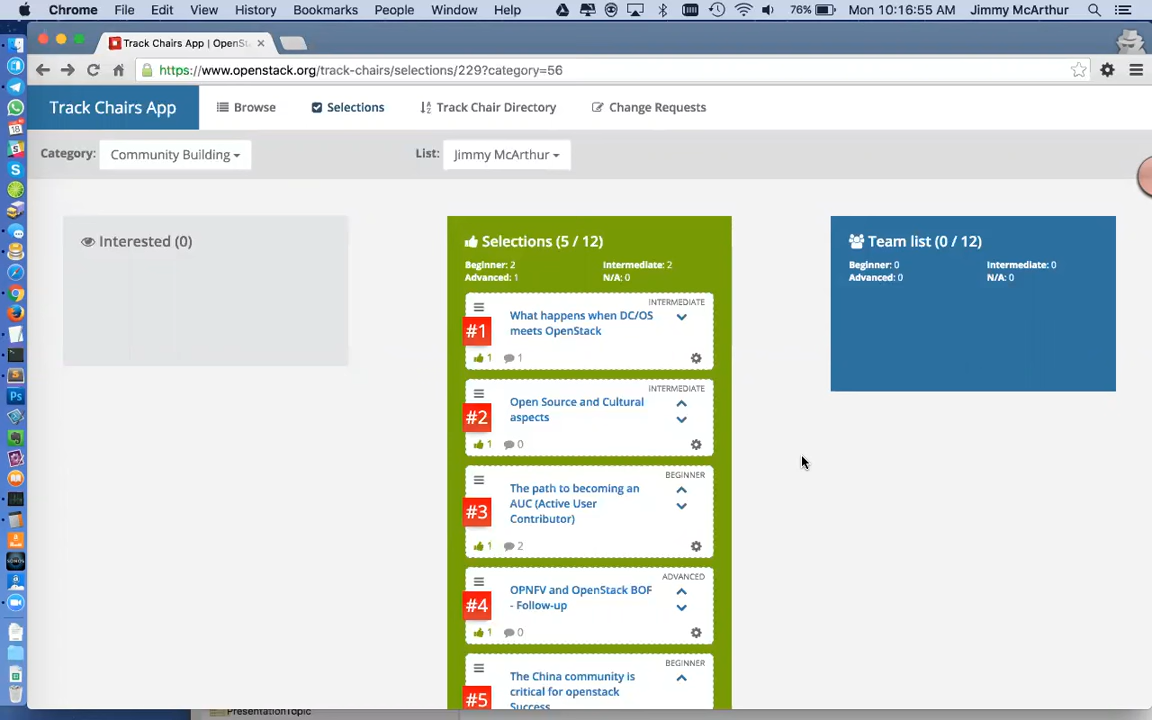 Chrome File Edit View History Bookmarks People Window Help 76% Mon 10:16:55 AM Jimmy McArthur
Track Chairs App | OpenSt
https://www.openstack.org/track-chairs/selections/229?category=56
Track Chairs App Browse Selections Track Chair Directory Change Requests
Category: Community Building List: Jimmy McArthur
Interested (0)
Selections (5 / 12)
Beginner: 2 Intermediate: 2
Advanced: 1 N/A: 0
INTERMEDIATE
#1
What happens when DC/OS
meets OpenStack
1 1
INTERMEDIATE
#2
Open Source and Cultural
aspects
1 0
BEGINNER
#3
The path to becoming an
AUC (Active User
Contributor)
1 2
ADVANCED
#4
OPNFV and OpenStack BOF
- Follow-up
1 0
BEGINNER
#5
The China community is
critical for openstack
Success
Team list (0 / 12)
Beginner: 0 Intermediate: 0
Advanced: 0 N/A: 0
PresentationTopic